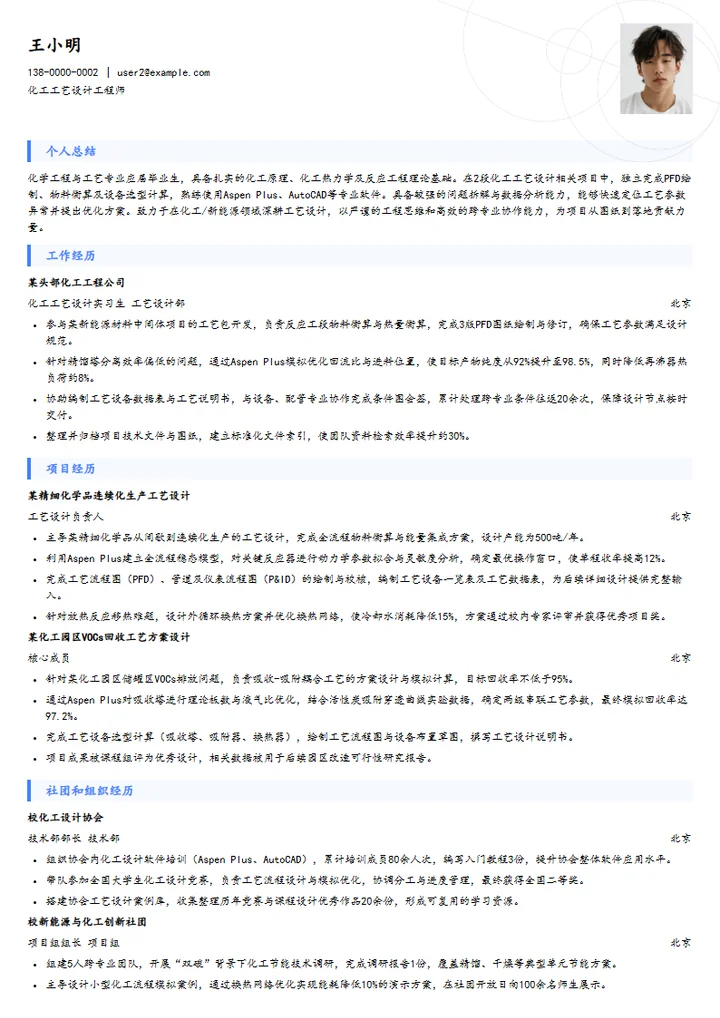 王小明
138-0000-0002 | user2@example.com
化工工艺设计工程师
个人总结
化学工程与工艺专业应届毕业生，具备扎实的化工原理、化工热力学及反应工程理论基础。在2段化工工艺设计相关项目中，独立完成PFD绘
制、物料衡算及设备选型计算，熟练使用Aspen Plus、AutoCAD等专业软件。具备较强的问题拆解与数据分析能力，能够快速定位工艺参数
异常并提出优化方案。致力于在化工/新能源领域深耕工艺设计，以严谨的工程思维和高效的跨专业协作能力，为项目从图纸到落地贡献力
量。
工作经历
某头部化工工程公司
化工工艺设计实习生 工艺设计部 北京
• 参与某新能源材料中间体项目的工艺包开发，负责反应工段物料衡算与热量衡算，完成3版PFD图纸绘制与修订，确保工艺参数满足设计
规范。
• 针对精馏塔分离效率偏低的问题，通过Aspen Plus模拟优化回流比与进料位置，使目标产物纯度从92%提升至98.5%，同时降低再沸器热
负荷约8%。
• 协助编制工艺设备数据表与工艺说明书，与设备、配管专业协作完成条件图会签，累计处理跨专业条件往返20余次，保障设计节点按时
交付。
• 整理并归档项目技术文件与图纸，建立标准化文件索引，使团队资料检索效率提升约30%。
项目经历
某精细化学品连续化生产工艺设计
工艺设计负责人 北京
• 主导某精细化学品从间歇到连续化生产的工艺设计，完成全流程物料衡算与能量集成方案，设计产能为500吨/年。
• 利用Aspen Plus建立全流程稳态模型，对关键反应器进行动力学参数拟合与灵敏度分析，确定最优操作窗口，使单程收率提高12%。
• 完成工艺流程图（PFD）、管道及仪表流程图（P&ID）的绘制与校核，编制工艺设备一览表及工艺数据表，为后续详细设计提供完整输
入。
• 针对放热反应移热难题，设计外循环换热方案并优化换热网络，使冷却水消耗降低15%，方案通过校内专家评审并获得优秀项目奖。
某化工园区VOCs回收工艺方案设计
核心成员 北京
• 针对某化工园区储罐区VOCs排放问题，负责吸收-吸附耦合工艺的方案设计与模拟计算，目标回收率不低于95%。
• 通过Aspen Plus对吸收塔进行理论板数与液气比优化，结合活性炭吸附穿透曲线实验数据，确定两级串联工艺参数，最终模拟回收率达
97.2%。
• 完成工艺设备选型计算（吸收塔、吸附器、换热器），绘制工艺流程图与设备布置草图，撰写工艺设计说明书。
• 项目成果被课程组评为优秀设计，相关数据被用于后续园区改造可行性研究报告。
社团和组织经历
校化工设计协会
技术部部长 技术部 北京
• 组织协会内化工设计软件培训（Aspen Plus、AutoCAD），累计培训成员80余人次，编写入门教程3份，提升协会整体软件应用水平。
• 带队参加全国大学生化工设计竞赛，负责工艺流程设计与模拟优化，协调分工与进度管理，最终获得全国二等奖。
• 搭建协会工艺设计案例库，收集整理历年竞赛与课程设计优秀作品20余份，形成可复用的学习资源。
校新能源与化工创新社团
项目组组长 项目组 北京
• 组建5人跨专业团队，开展“双碳”背景下化工节能技术调研，完成调研报告1份，覆盖精馏、干燥等典型单元节能方案。
• 主导设计小型化工流程模拟案例，通过换热网络优化实现能耗降低10%的演示方案，在社团开放日向100余名师生展示。